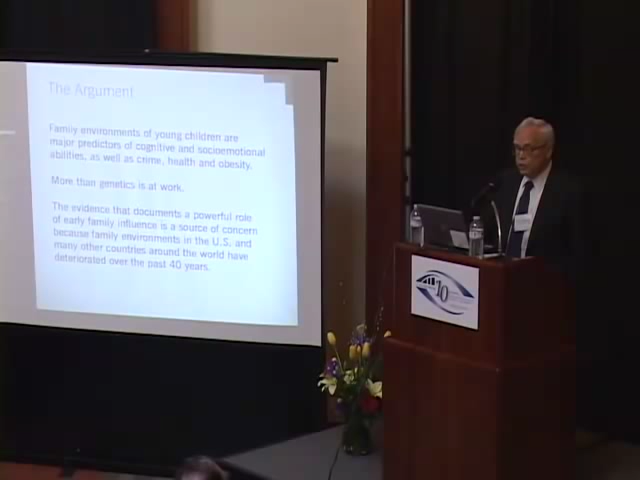 The Argument
Family environments of young children are
major predictors of cognitive and socioemotional
abilities, as well as crime, health and obesity.
More than genetics is at work.
The evidence that documents a powerful role
of early family influence is a source of concern
because family environments in the U.S. and
many other countries around the world have
deteriorated over the past 40 years.
10